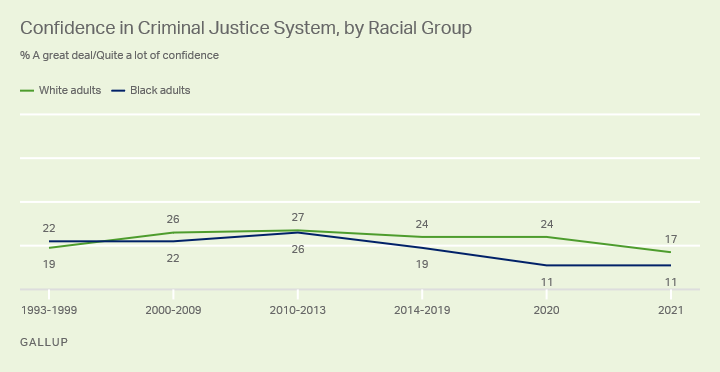 Confidence in Criminal Justice System, by Racial Group
% A great deal/Quite a lot of confidence
White adults Black adults
22 26 27 24 24 17
19 22 26 19 11 11
1993-1999 2000-2009 2010-2013 2014-2019 2020 2021
GALLUP